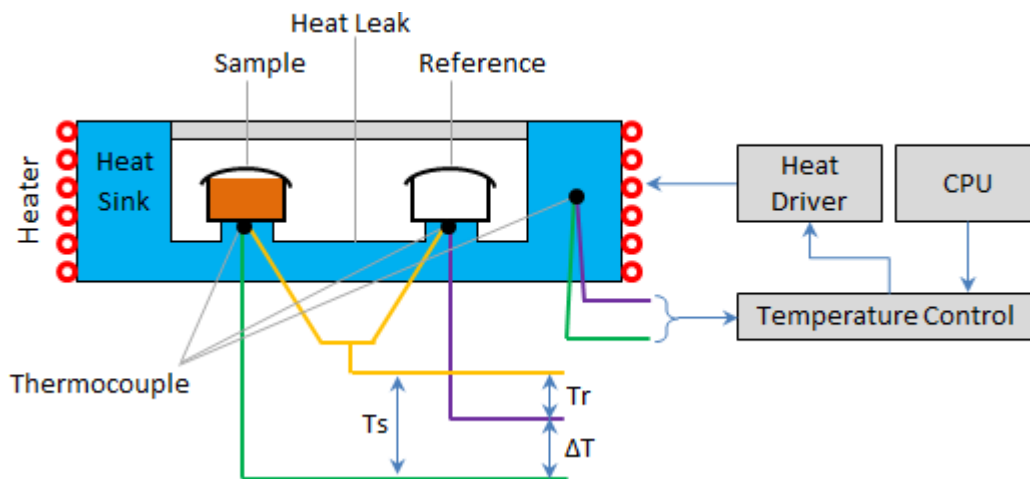 Heat Leak
Sample
Reference
Heater
Heat
Sink
Heat
Driver
CPU
Temperature Control
Thermocouple
Ts
Tr
ΔT